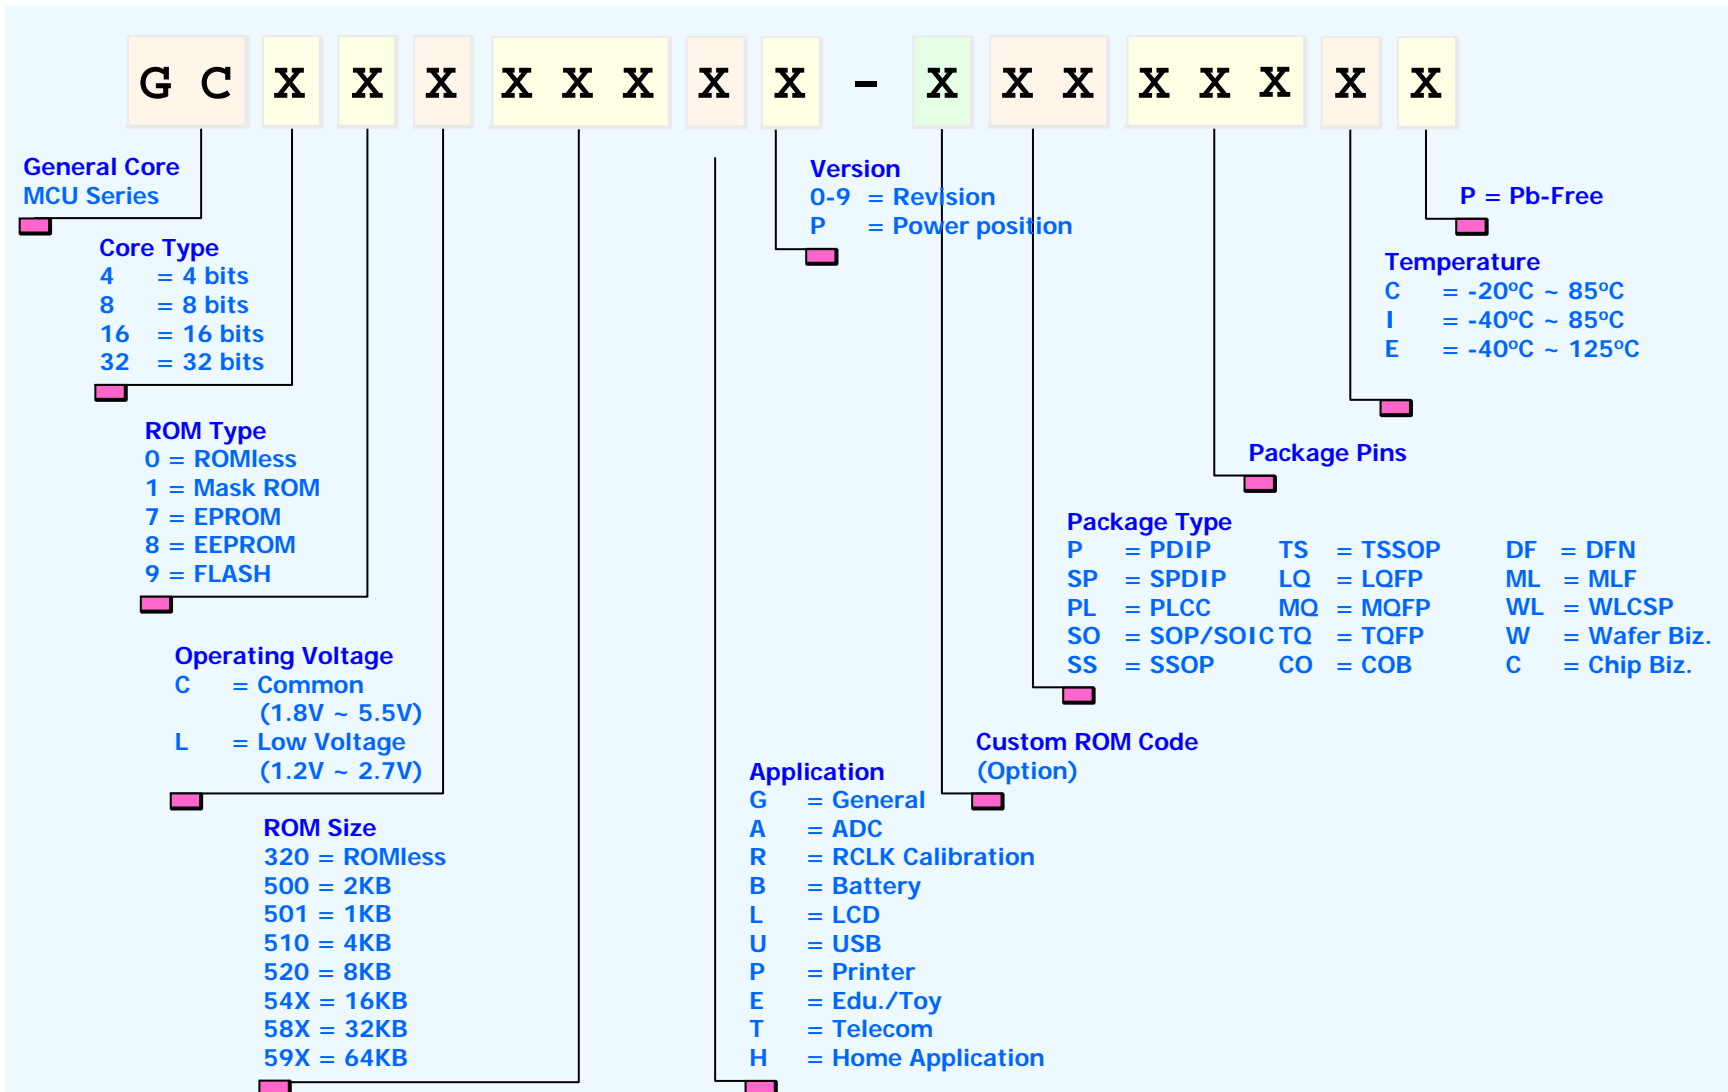 G C X X X X X X X X - X X X X X X X X
General Core
MCU Series
Core Type
4 = 4 bits
8 = 8 bits
16 = 16 bits
32 = 32 bits
ROM Type
0 = ROMless
1 = Mask ROM
7 = EPROM
8 = EEPROM
9 = FLASH
Operating Voltage
C = Common
(1.8V ~ 5.5V)
L = Low Voltage
(1.2V ~ 2.7V)
ROM Size
320 = ROMless
500 = 2KB
501 = 1KB
510 = 4KB
520 = 8KB
54X = 16KB
58X = 32KB
59X = 64KB
Application
G = General
A = ADC
R = RCLK Calibration
B = Battery
L = LCD
U = USB
P = Printer
E = Edu./Toy
T = Telecom
H = Home Application
Version
0-9 = Revision
P = Power position
Custom ROM Code
(Option)
Package Type
P = PDIP TS = TSSOP DF = DFN
SP = SPDIP LQ = LQFP ML = MLF
PL = PLCC MQ = MQFP WL = WLCSP
SO = SOP/SOIC TQ = TQFP W = Wafer Biz.
SS = SSOP CO = COB C = Chip Biz.
Package Pins
Temperature
C = -20ºC ~ 85ºC
I = -40ºC ~ 85ºC
E = -40ºC ~ 125ºC
P = Pb-Free